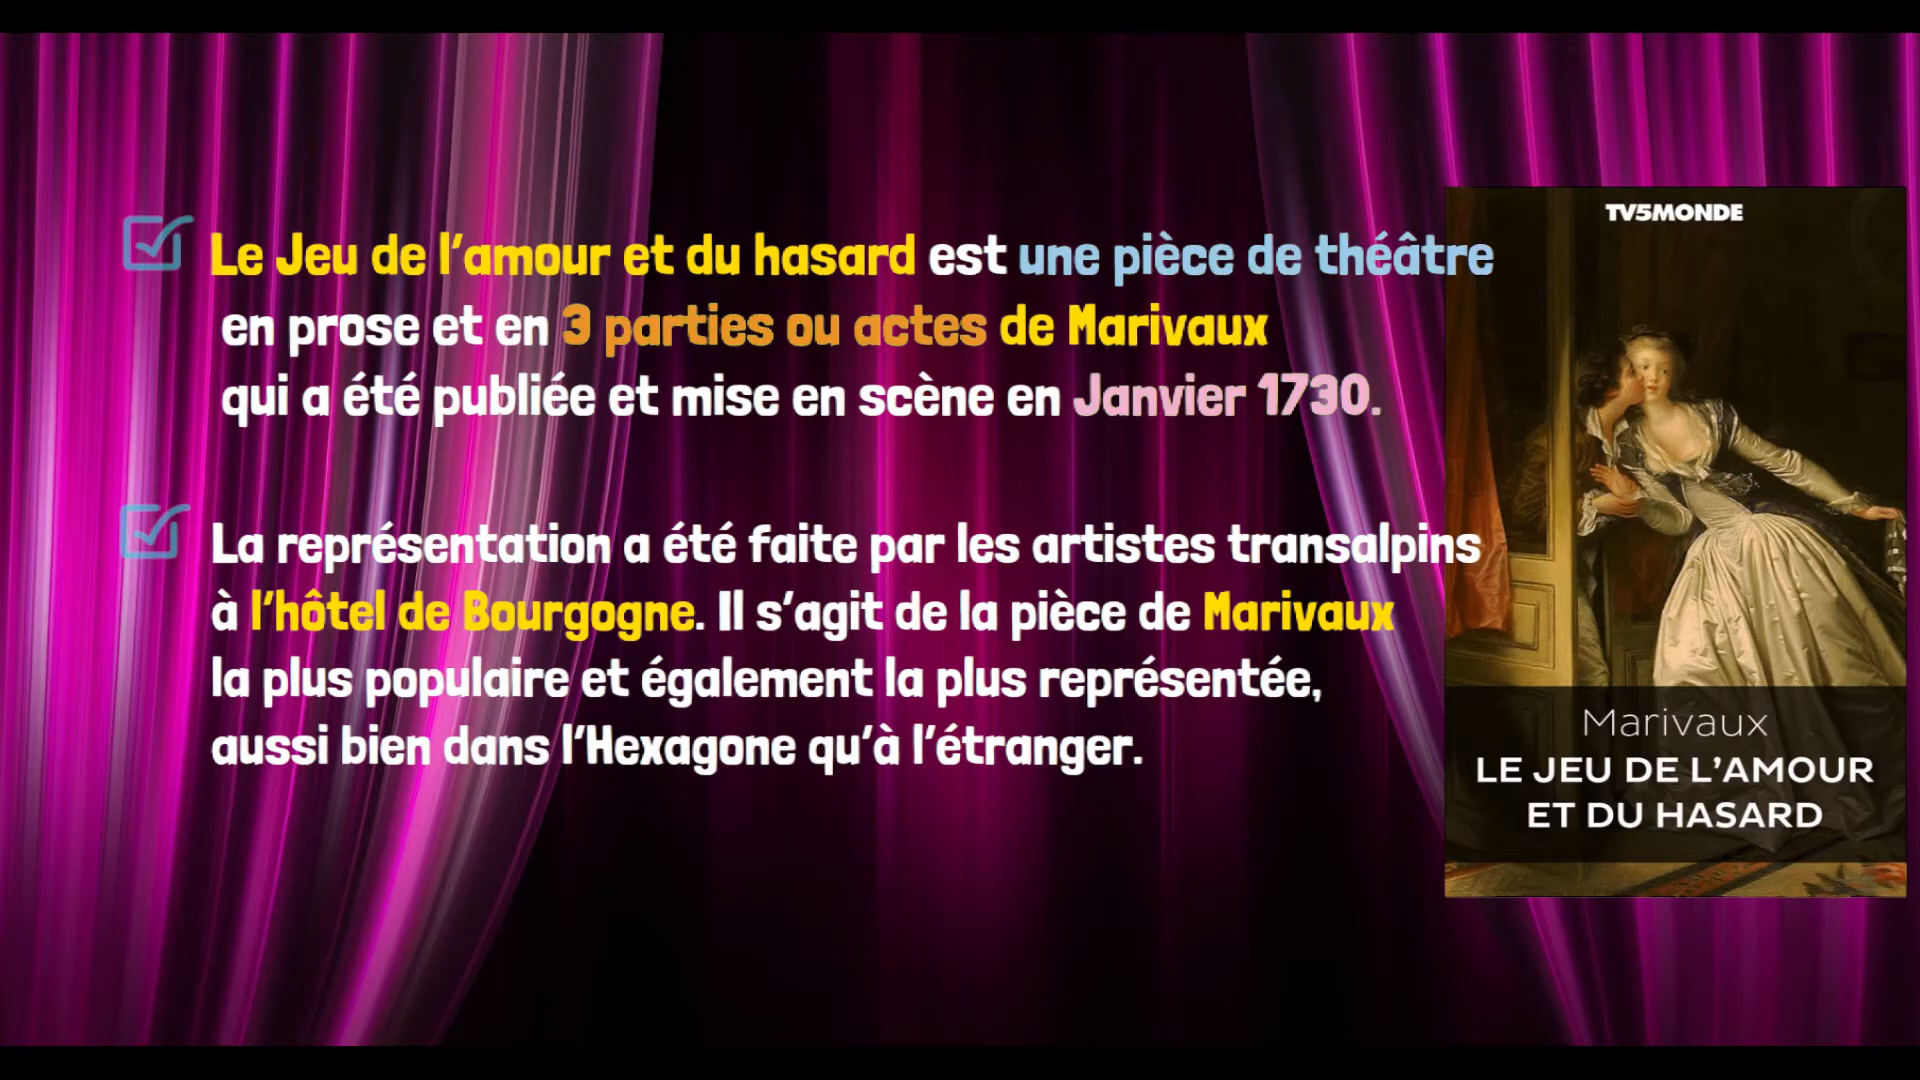 Le Jeu de l'amour et du hasard est une pièce de théâtre
en prose et en 3 parties ou actes de Marivaux
qui a été publiée et mise en scène en Janvier 1730.
La représentation a été faite par les artistes transalpins
à l'hôtel de Bourgogne. Il s'agit de la pièce de Marivaux
la plus populaire et également la plus représentée,
aussi bien dans l'Hexagone qu'à l'étranger.
TV5MONDE
Marivaux
LE JEU DE L'AMOUR
ET DU HASARD